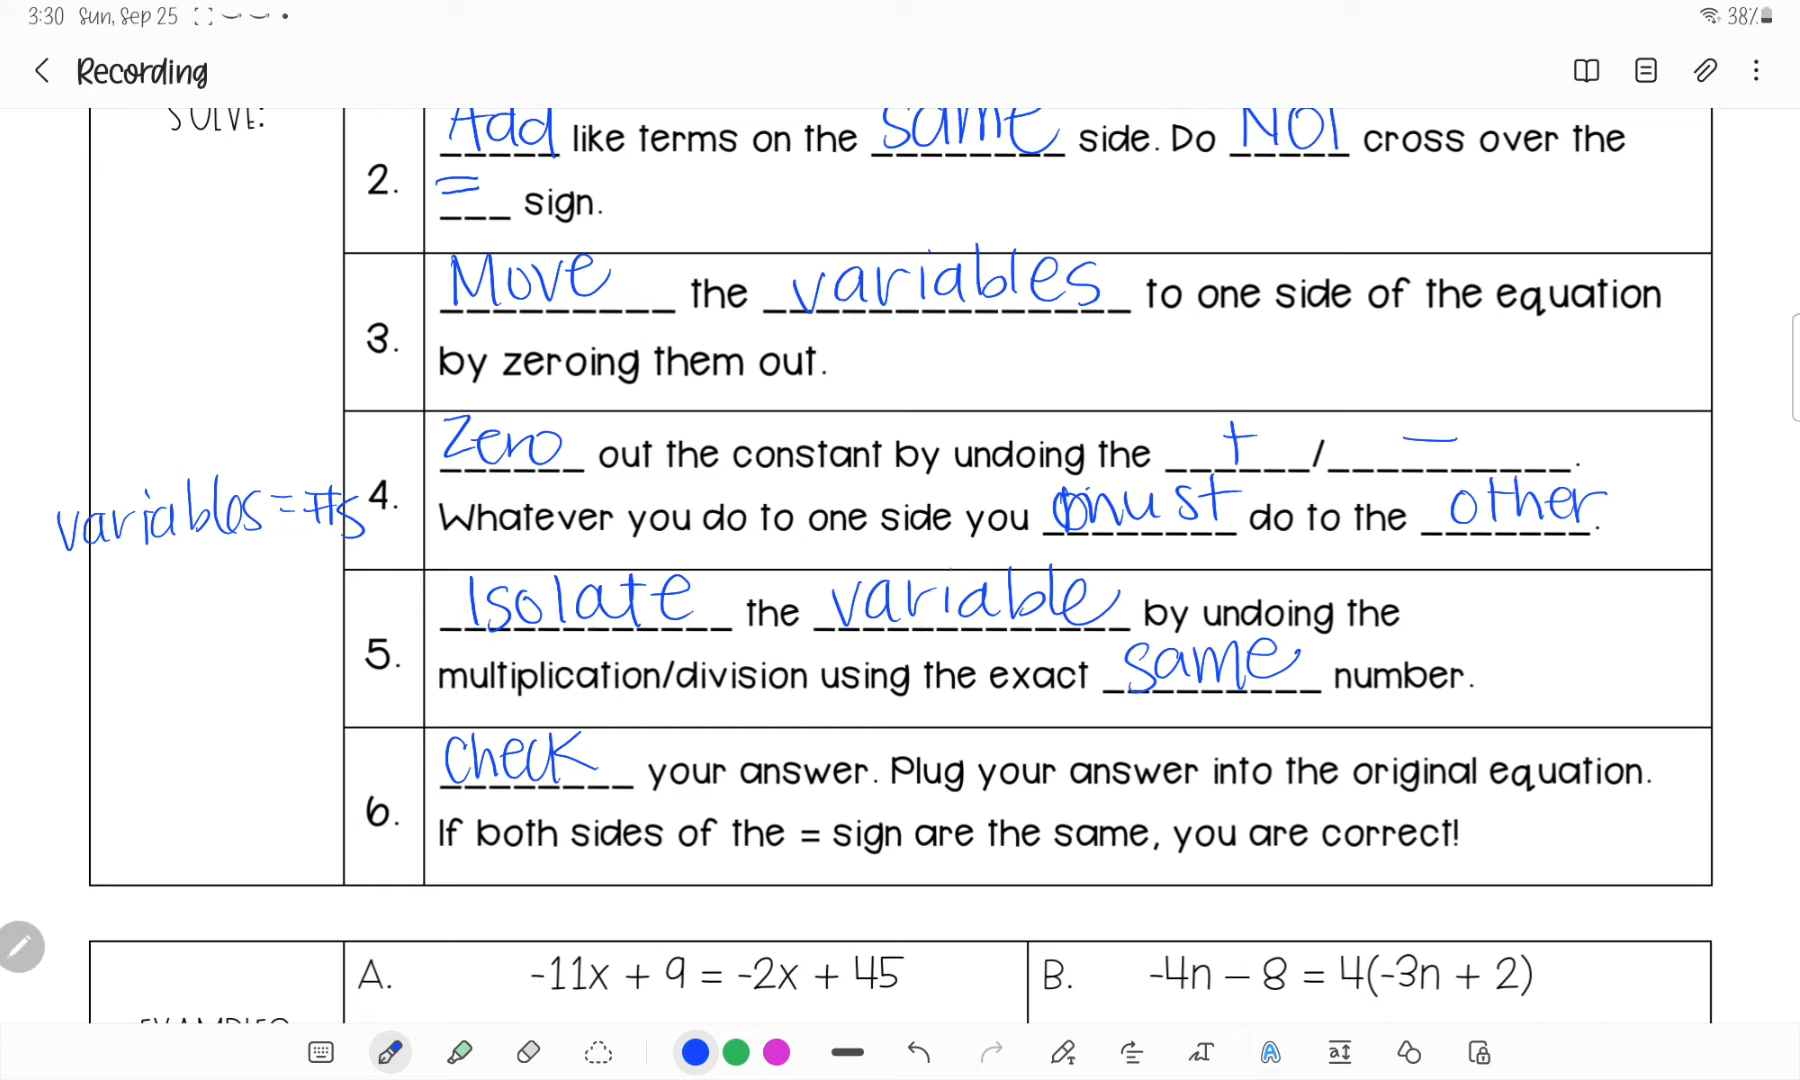 3:30 Sun, Sep 25
38%
Recording
SOLVE:
2. Add like terms on the same side. Do NOT cross over the
= sign.
3. Move the variables to one side of the equation
by zeroing them out.
variables = #s
4. Zero out the constant by undoing the + / -.
Whatever you do to one side you must do to the other.
5. Isolate the variable by undoing the
multiplication/division using the exact same number.
6. Check your answer. Plug your answer into the original equation.
If both sides of the = sign are the same, you are correct!
A. -11x + 9 = -2x + 45
B. -4n – 8 = 4(-3n + 2)